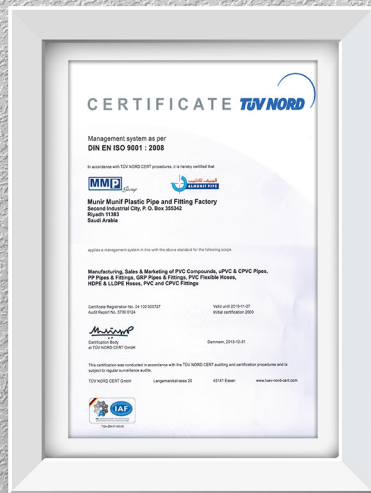 CERTIFICATE TÜV NORD
Management system as per
DIN EN ISO 9001 : 2008
In accordance with TÜV NORD CERT procedures, it is hereby certified that
MMP Group
المنيف للأنابيب
ALMUNIF PIPE
Munir Munif Plastic Pipe and Fitting Factory
Second Industrial City, P. O. Box 355342
Riyadh 11383
Saudi Arabia
applies a management system in line with the above standard for the following scope
Manufacturing, Sales & Marketing of PVC Compounds, uPVC & CPVC Pipes,
PP Pipes & Fittings, GRP Pipes & Fittings, PVC Flexible Hoses,
HDPE & LLDPE Hoses, PVC and CPVC Fittings
Certificate Registration No. 04 100 000727
Audit Report No. 3730 0124
Valid until 2015-11-27
Initial certification 2000
Certification Body
at TÜV NORD CERT GmbH
Dammam, 2013-12-31
This certification was conducted in accordance with the TÜV NORD CERT auditing and certification procedures and is
subject to regular surveillance audits.
TÜV NORD CERT GmbH Langemarckstrasse 20 45141 Essen www.tuev-nord-cert.com
IAF